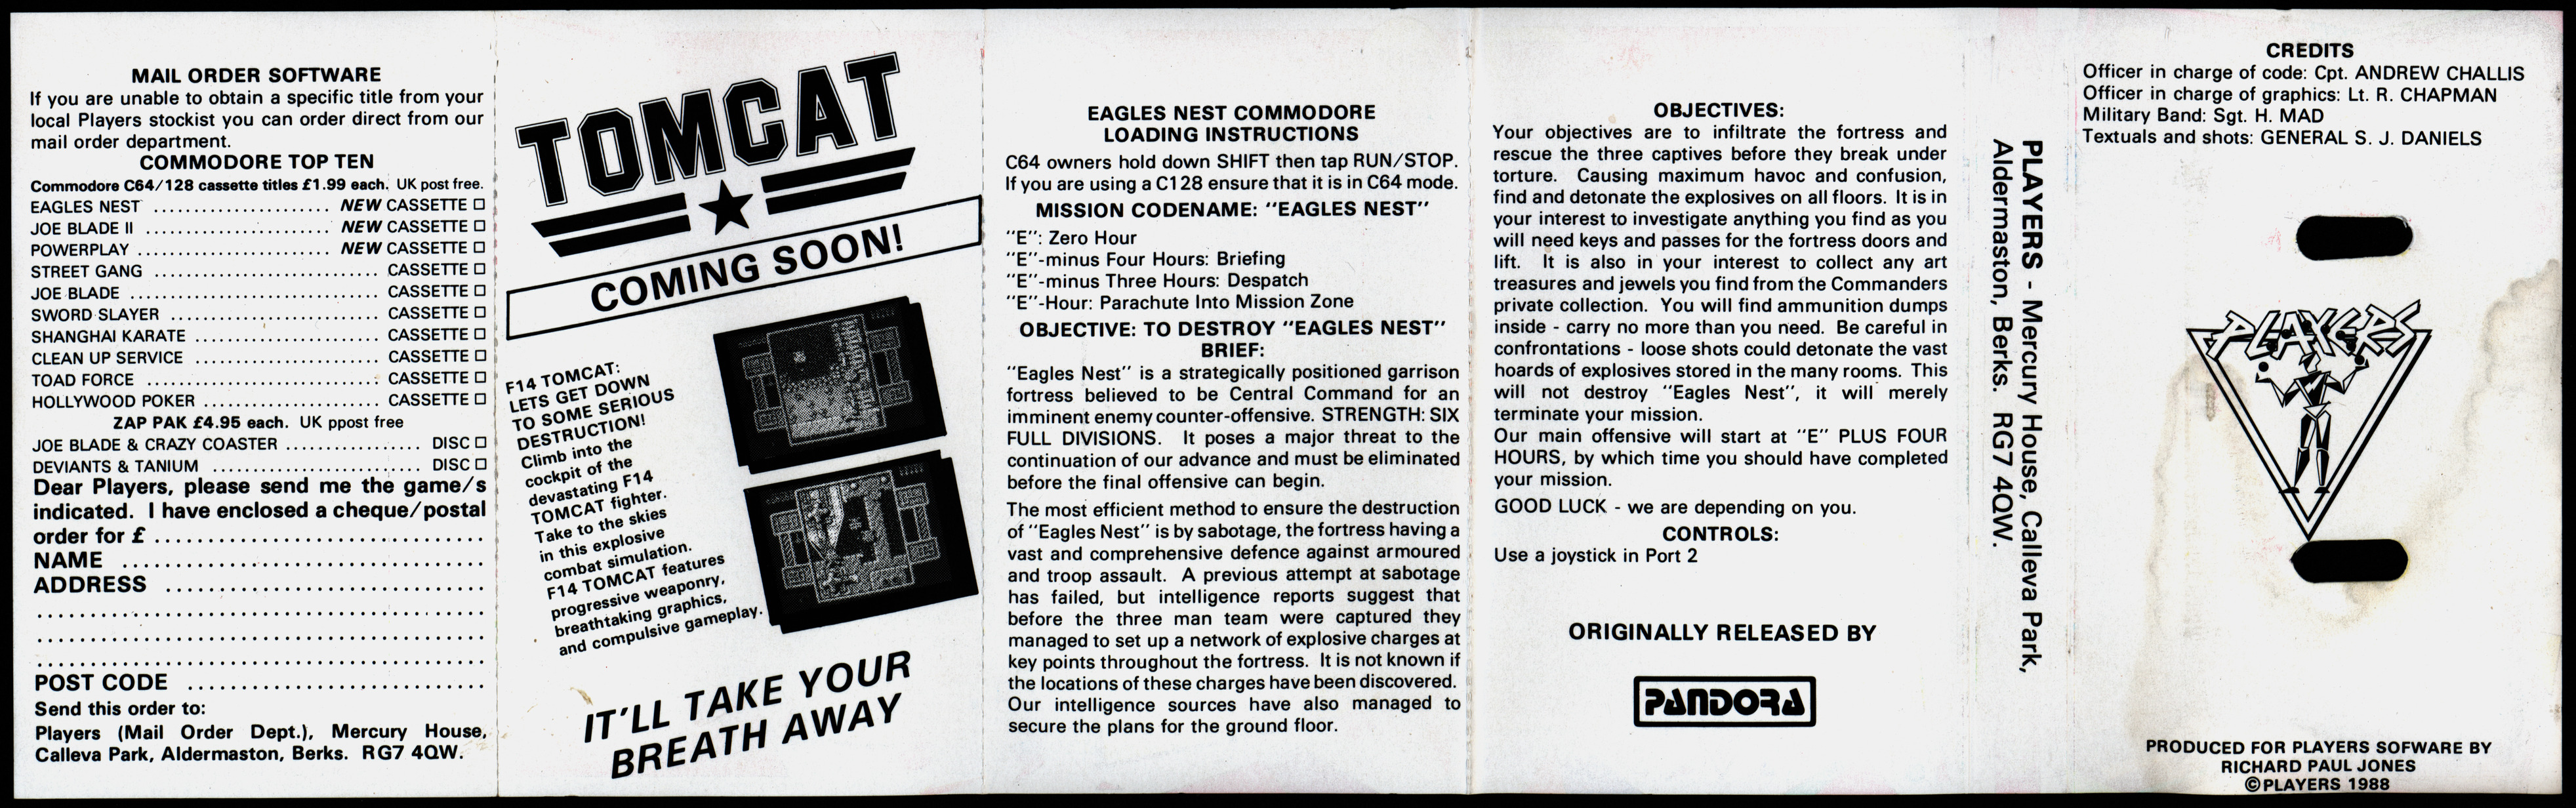 MAIL ORDER SOFTWARE
If you are unable to obtain a specific title from your
local Players stockist you can order direct from our
mail order department.
COMMODORE TOP TEN
Commodore C64/128 cassette titles £1.99 each. UK post free.
EAGLES NEST ....................... NEW CASSETTE □
JOE BLADE II ........................ NEW CASSETTE □
POWERPLAY ......................... NEW CASSETTE □
STREET GANG ............................. CASSETTE □
JOE BLADE ................................ CASSETTE □
SWORD SLAYER ........................... CASSETTE □
SHANGHAI KARATE ........................ CASSETTE □
CLEAN UP SERVICE ........................ CASSETTE □
TOAD FORCE .............................. CASSETTE □
HOLLYWOOD POKER ....................... CASSETTE □
ZAP PAK £4.95 each. UK ppost free
JOE BLADE & CRAZY COASTER .................. DISC □
DEVIANTS & TANIUM ........................... DISC □
Dear Players, please send me the game/s
indicated. I have enclosed a cheque/postal
order for £ ....................................
NAME .......................................
ADDRESS ...................................
.................................................
.................................................
.................................................
POST CODE ................................
Send this order to:
Players (Mail Order Dept.), Mercury House,
Calleva Park, Aldermaston, Berks. RG7 4QW.
TOMCAT
COMING SOON!
F14 TOMCAT:
LETS GET DOWN
TO SOME SERIOUS
DESTRUCTION!
Climb into the
cockpit of the
devastating F14
TOMCAT fighter.
Take to the skies
in this explosive
combat simulation.
F14 TOMCAT features
progressive weaponry,
breathtaking graphics,
and compulsive gameplay.
IT'LL TAKE YOUR
BREATH AWAY
EAGLES NEST COMMODORE
LOADING INSTRUCTIONS
C64 owners hold down SHIFT then tap RUN/STOP.
If you are using a C128 ensure that it is in C64 mode.
MISSION CODENAME: "EAGLES NEST"
"E": Zero Hour
"E"-minus Four Hours: Briefing
"E"-minus Three Hours: Despatch
"E"-Hour: Parachute Into Mission Zone
OBJECTIVE: TO DESTROY "EAGLES NEST"
BRIEF:
"Eagles Nest" is a strategically positioned garrison
fortress believed to be Central Command for an
imminent enemy counter-offensive. STRENGTH: SIX
FULL DIVISIONS. It poses a major threat to the
continuation of our advance and must be eliminated
before the final offensive can begin.
The most efficient method to ensure the destruction
of "Eagles Nest" is by sabotage, the fortress having a
vast and comprehensive defence against armoured
and troop assault. A previous attempt at sabotage
has failed, but intelligence reports suggest that
before the three man team were captured they
managed to set up a network of explosive charges at
key points throughout the fortress. It is not known if
the locations of these charges have been discovered.
Our intelligence sources have also managed to
secure the plans for the ground floor.
OBJECTIVES:
Your objectives are to infiltrate the fortress and
rescue the three captives before they break under
torture. Causing maximum havoc and confusion,
find and detonate the explosives on all floors. It is in
your interest to investigate anything you find as you
will need keys and passes for the fortress doors and
lift. It is also in your interest to collect any art
treasures and jewels you find from the Commanders
private collection. You will find ammunition dumps
inside - carry no more than you need. Be careful in
confrontations - loose shots could detonate the vast
hoards of explosives stored in the many rooms. This
will not destroy "Eagles Nest", it will merely
terminate your mission.
Our main offensive will start at "E" PLUS FOUR
HOURS, by which time you should have completed
your mission.
GOOD LUCK - we are depending on you.
CONTROLS:
Use a joystick in Port 2
ORIGINALLY RELEASED BY
PANDORA
PLAYERS - Mercury House, Calleva Park,
Aldermaston, Berks. RG7 4QW.
CREDITS
Officer in charge of code: Cpt. ANDREW CHALLIS
Officer in charge of graphics: Lt. R. CHAPMAN
Military Band: Sgt. H. MAD
Textuals and shots: GENERAL S. J. DANIELS
PLAYERS
PRODUCED FOR PLAYERS SOFWARE BY
RICHARD PAUL JONES
©PLAYERS 1988